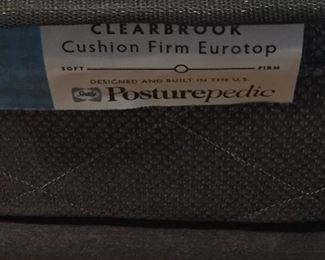 CLEARBROOK
Cushion Firm Eurotop
SOFT FIRM
DESIGNED AND BUILT IN THE U.S.
Sealy Posturepedic